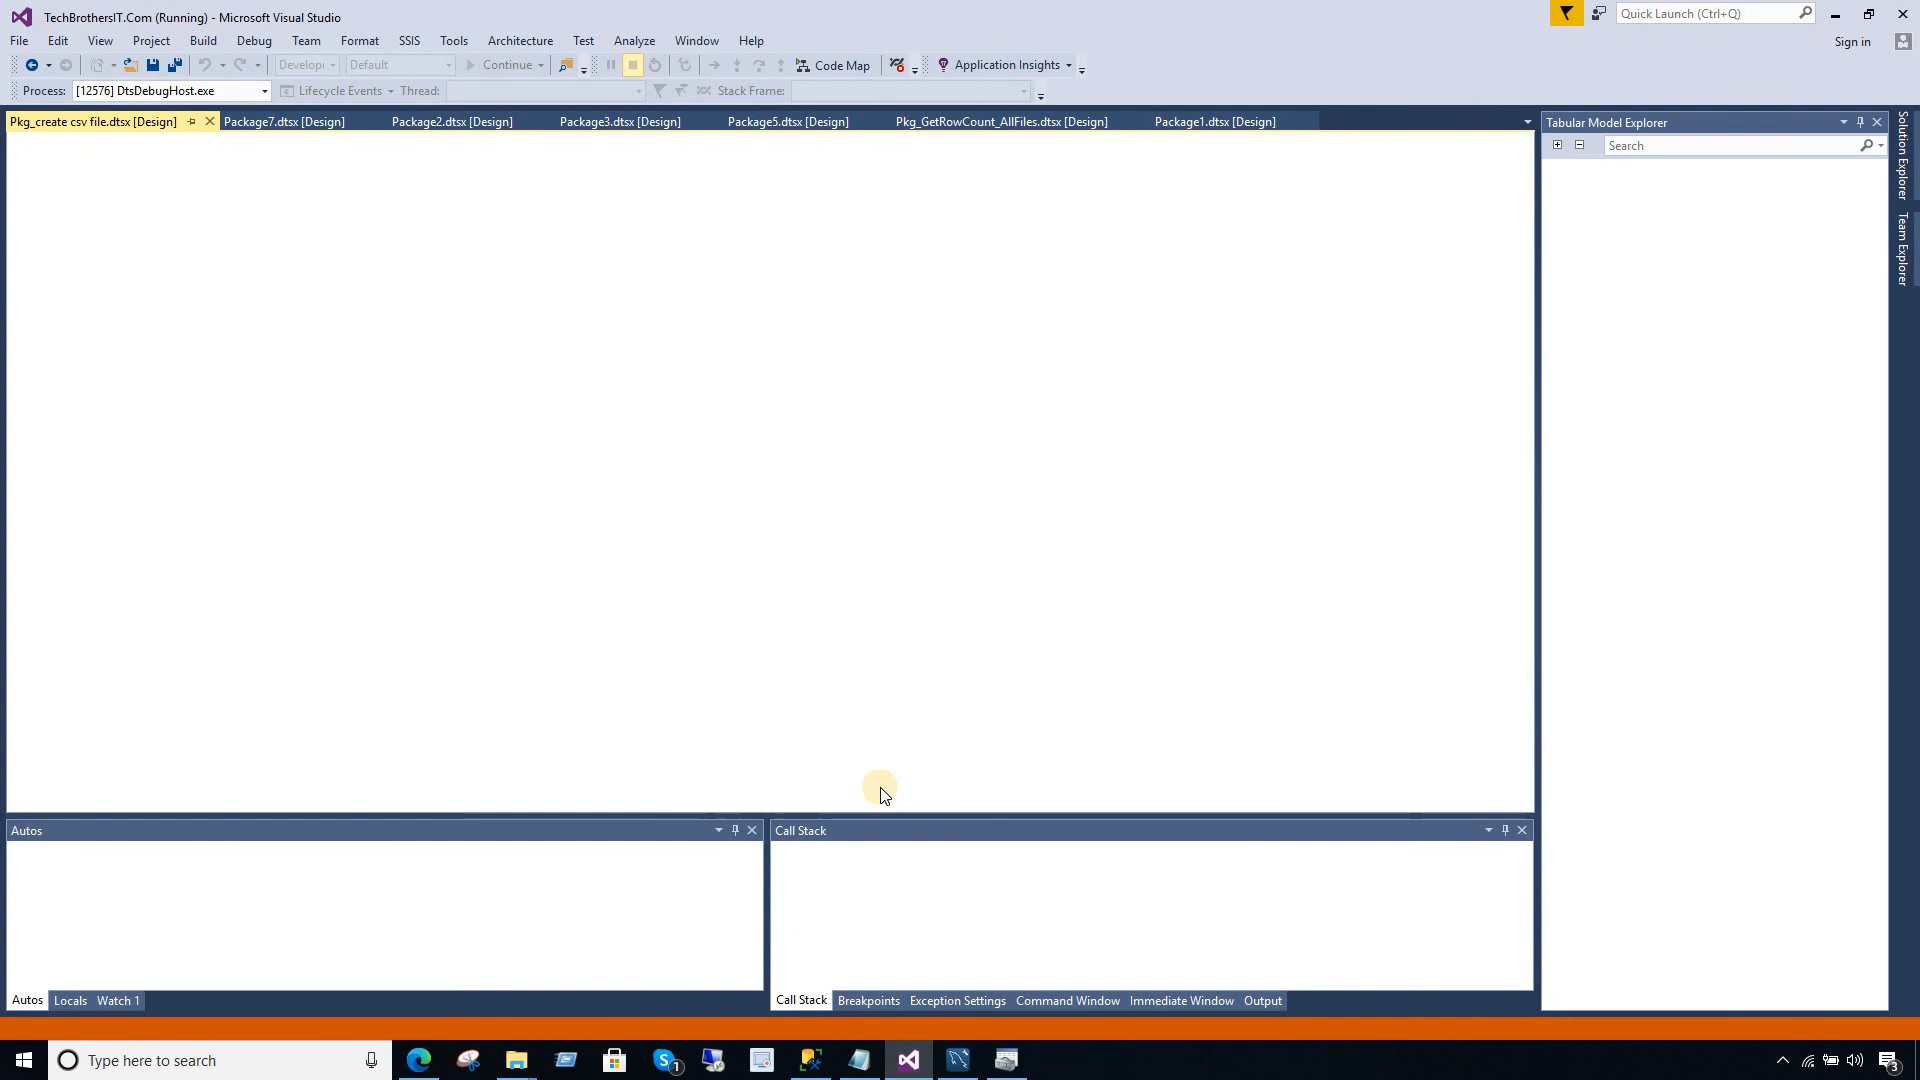 TechBrothersIT.Com (Running) - Microsoft Visual Studio
Quick Launch (Ctrl+Q)
File Edit View Project Build Debug Team Format SSIS Tools Architecture Test Analyze Window Help
Sign in
Develop Default Continue Code Map Application Insights
Process: [12576] DtsDebugHost.exe Lifecycle Events Thread: Stack Frame:
Pkg_create csv file.dtsx [Design] Package7.dtsx [Design] Package2.dtsx [Design] Package3.dtsx [Design] Package5.dtsx [Design] Pkg_GetRowCount_AllFiles.dtsx [Design] Package1.dtsx [Design]
Tabular Model Explorer
Search
Solution Explorer
Team Explorer
Autos
Call Stack
Autos Locals Watch 1
Call Stack Breakpoints Exception Settings Command Window Immediate Window Output
Type here to search
1
3